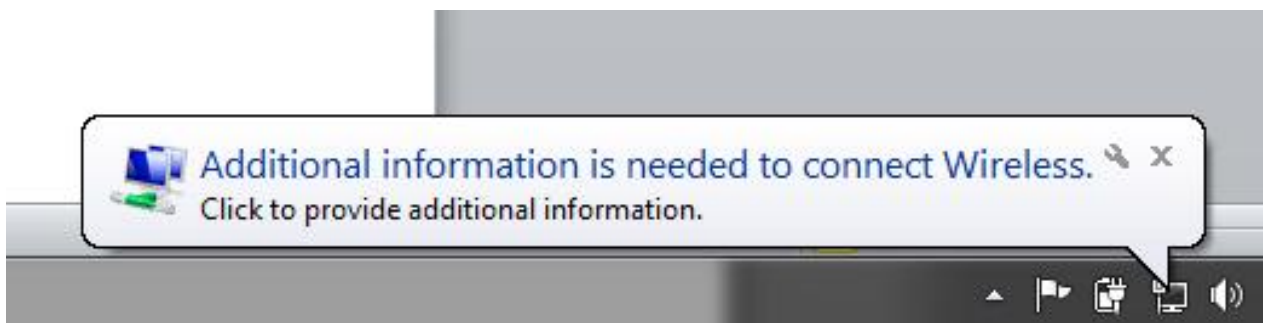 Additional information is needed to connect Wireless.
Click to provide additional information.